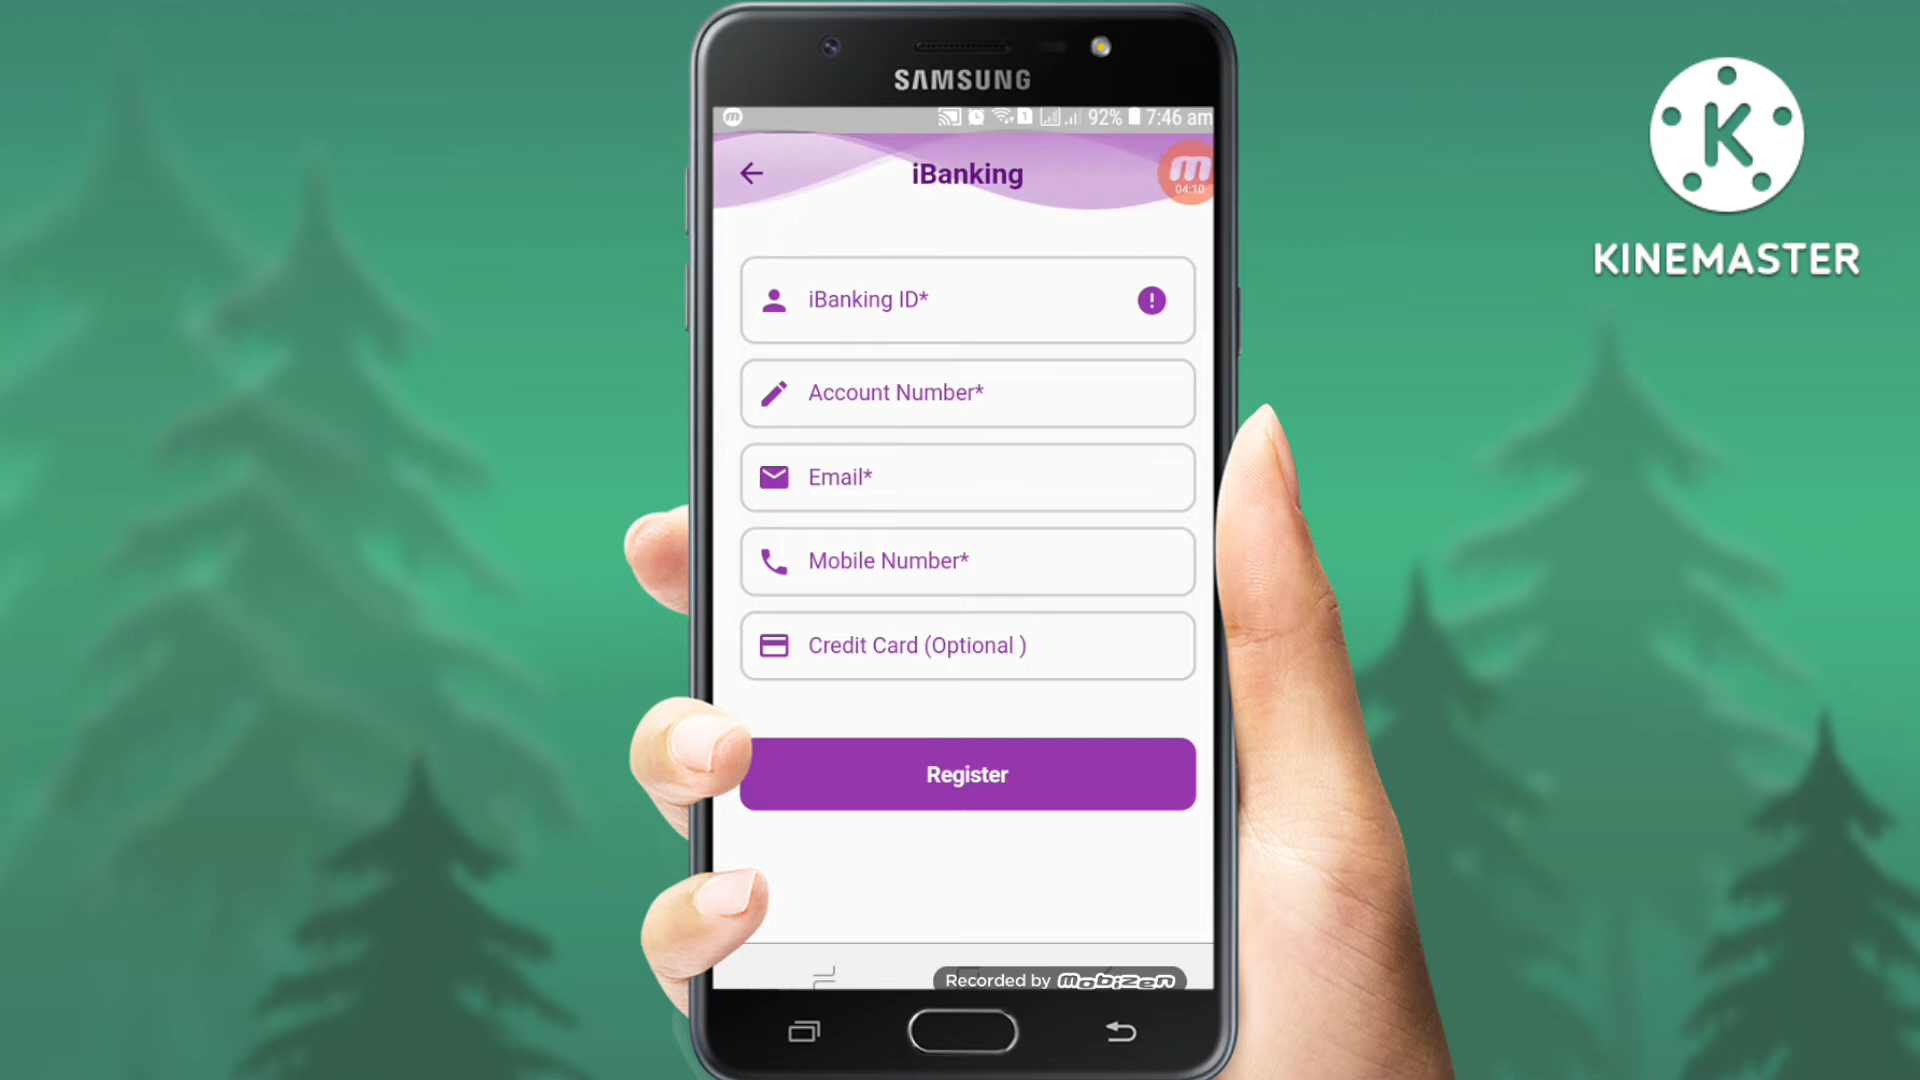 SAMSUNG
m
1
92%
7:46 am
iBanking
m
04:10
iBanking ID*
Account Number*
Email*
Mobile Number*
Credit Card (Optional )
Register
Recorded by mobizen
K
KINEMASTER